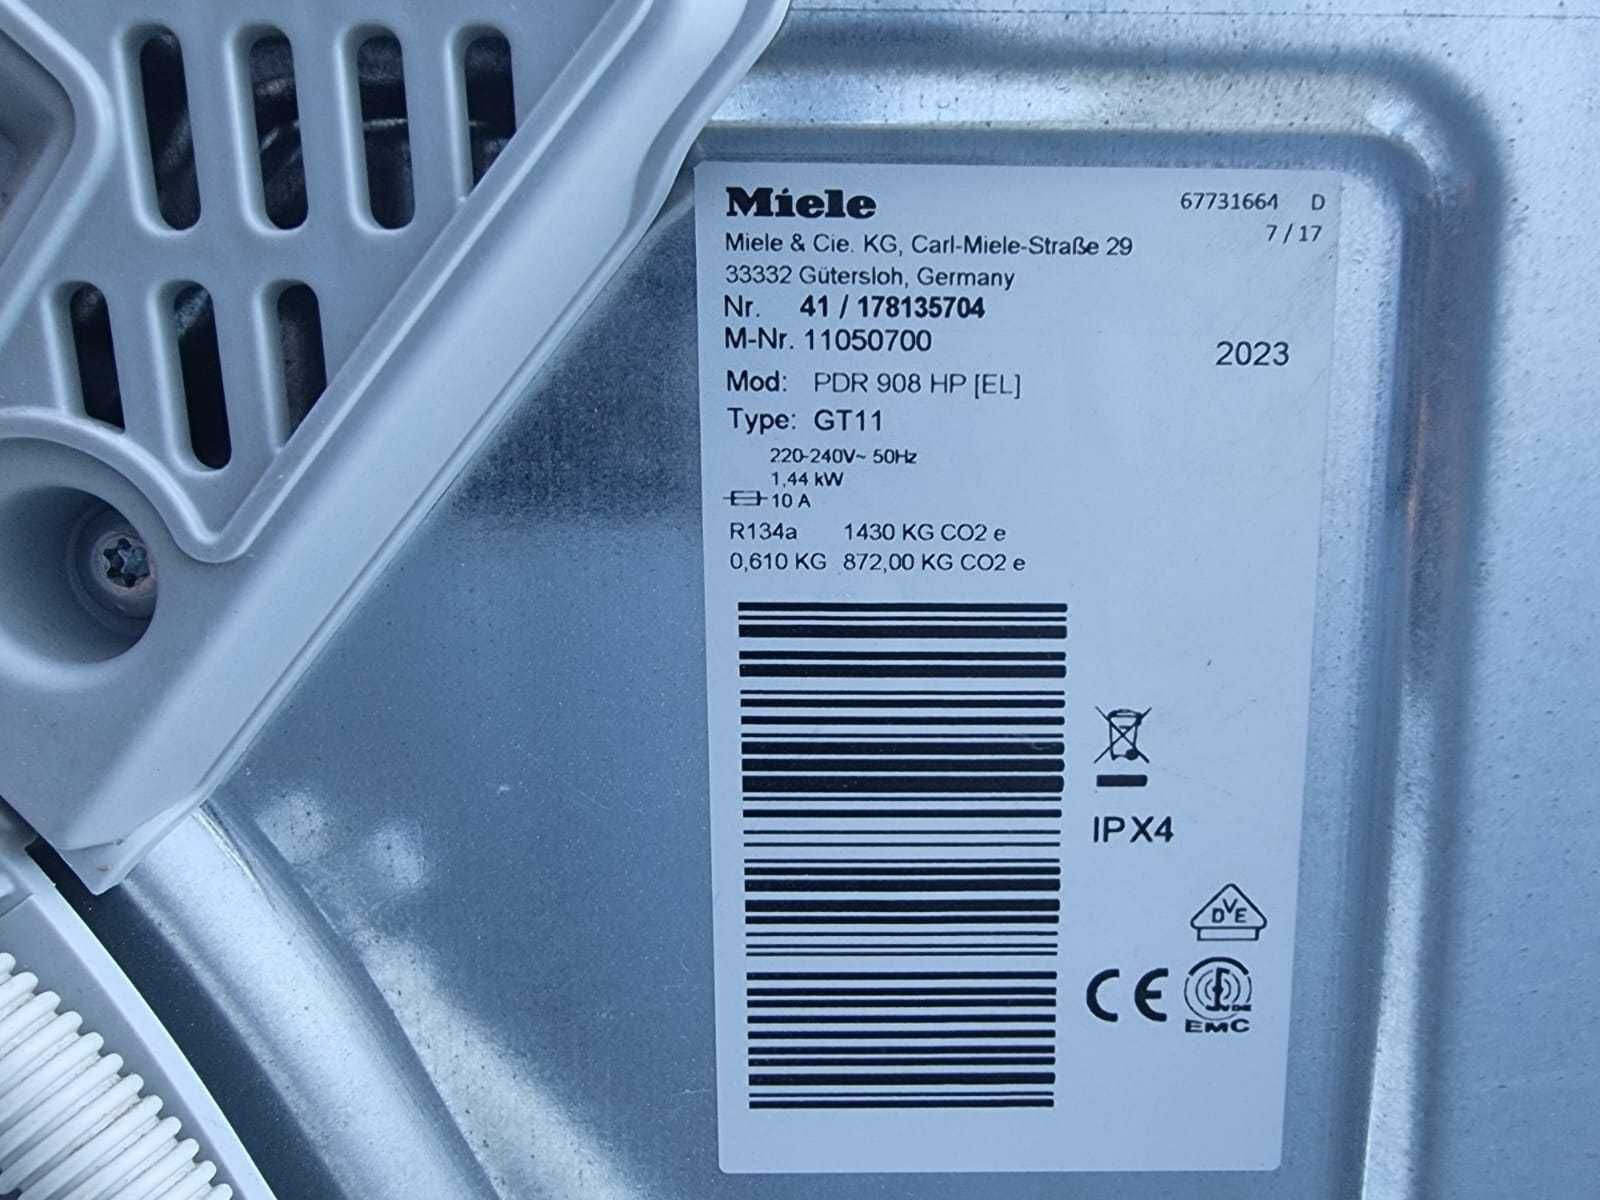 Miele
67731664 D
7 / 17
Miele & Cie. KG, Carl-Miele-Straße 29
33332 Gütersloh, Germany
Nr. 41 / 178135704
M-Nr. 11050700
2023
Mod: PDR 908 HP [EL]
Type: GT11
220-240V~ 50Hz
1,44 kW
10 A
R134a 1430 KG CO2 e
0,610 KG 872,00 KG CO2 e
IPX4
DVE
CE
VDE
EMC